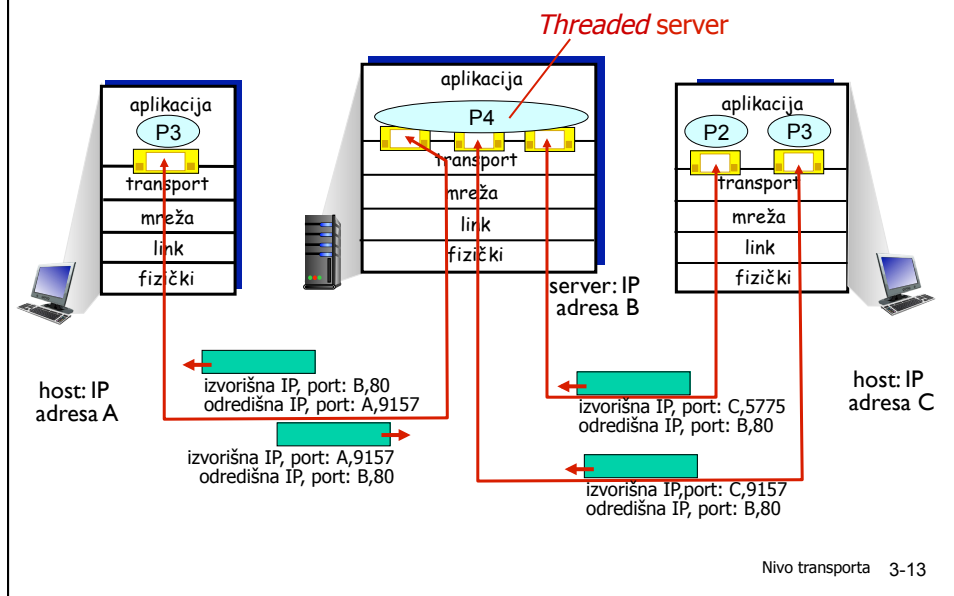 Threaded server
aplikacija
P3
transport
mreža
link
fizički
host: IP
adresa A
aplikacija
P4
transport
mreža
link
fizički
server: IP
adresa B
aplikacija
P2
P3
transport
mreža
link
fizički
host: IP
adresa C
izvorišna IP, port: B,80
odredišna IP, port: A,9157
izvorišna IP, port: A,9157
odredišna IP, port: B,80
izvorišna IP, port: C,5775
odredišna IP, port: B,80
izvorišna IP,port: C,9157
odredišna IP, port: B,80
Nivo transporta 3-13